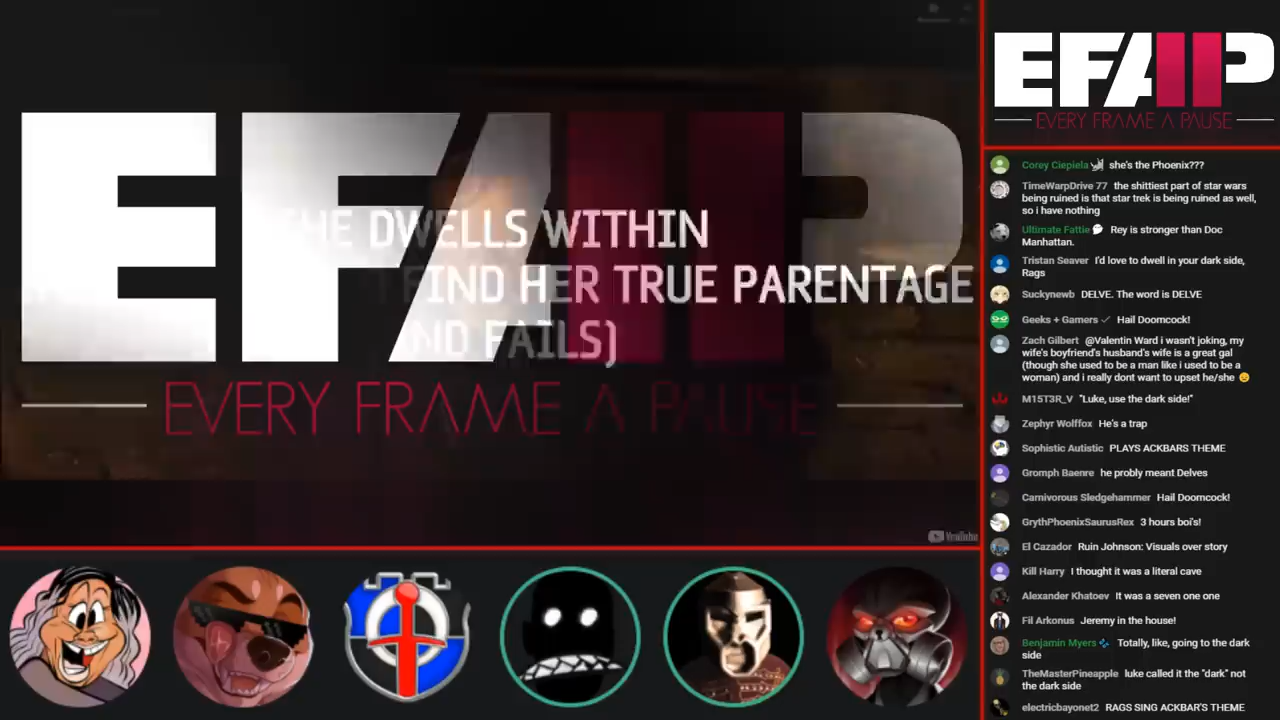 EFAP
HE DWELLS WITHIN
FIND HER TRUE PARENTAGE
ND FAILS)
EVERY FRAME A PAUSE
YouTube
EFAP
EVERY FRAME A PAUSE
Corey Ciepiela she's the Phoenix???
TimeWarpDrive 77 the shittiest part of star wars
being ruined is that star trek is being ruined as well,
so i have nothing
Ultimate Fattie Rey is stronger than Doc
Manhattan.
Tristan Seaver I'd love to dwell in your dark side,
Rags
Suckynewb DELVE. The word is DELVE
Geeks + Gamers ✓ Hail Doomcock!
Zach Gilbert @Valentin Ward i wasn't joking, my
wife's boyfriend's husband's wife is a great gal
(though she used to be a man like i used to be a
woman) and i really dont want to upset he/she 😉
M15T3R_V "Luke, use the dark side!"
Zephyr Wolffox He's a trap
Sophistic Autistic PLAYS ACKBARS THEME
Gromph Baenre he probly meant Delves
Carnivorous Sledgehammer Hail Doomcock!
GrythPhoenixSaurusRex 3 hours boi's!
El Cazador Ruin Johnson: Visuals over story
Kill Harry I thought it was a literal cave
Alexander Khatoev It was a seven one one
Fil Arkonus Jeremy in the house!
Benjamin Myers Totally, like, going to the dark
side
TheMasterPineapple luke called it the "dark" not
the dark side
electricbayonet2 RAGS SING ACKBAR'S THEME